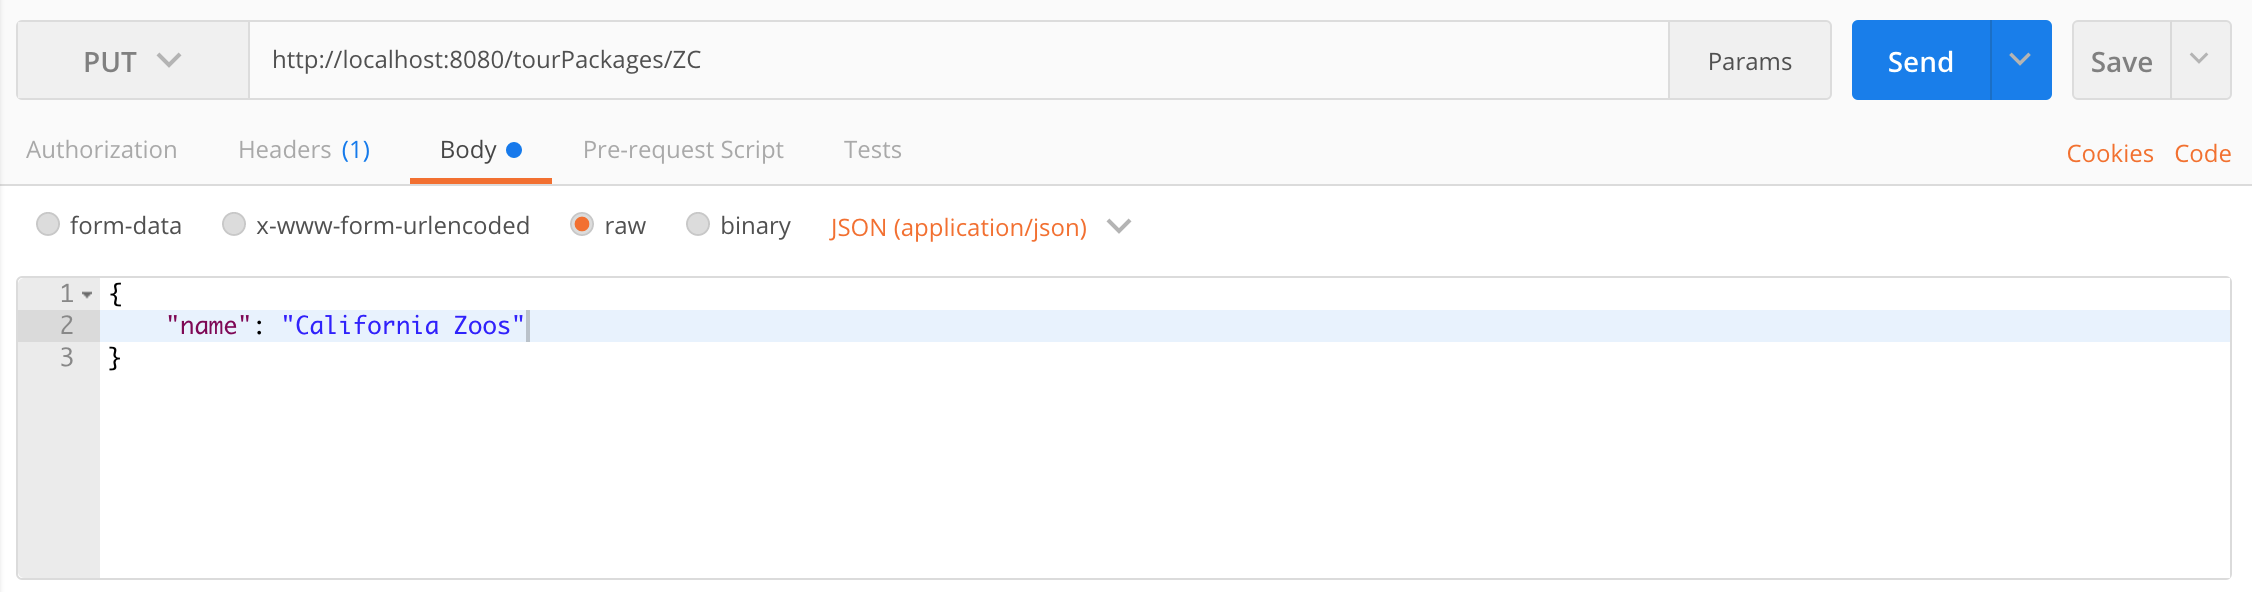 PUT http://localhost:8080/tourPackages/ZC Params Send Save
Authorization Headers (1) Body Pre-request Script Tests Cookies Code
form-data x-www-form-urlencoded raw binary JSON (application/json)
1 {
2 "name": "California Zoos"
3 }